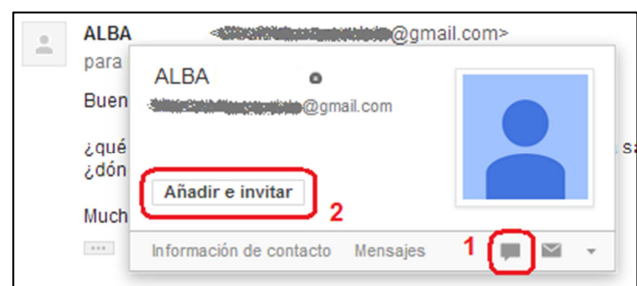 ALBA < @gmail.com>
para
ALBA
@gmail.com
Buen
¿qué
¿dón
Añadir e invitar
2
Much
Información de contacto Mensajes 1